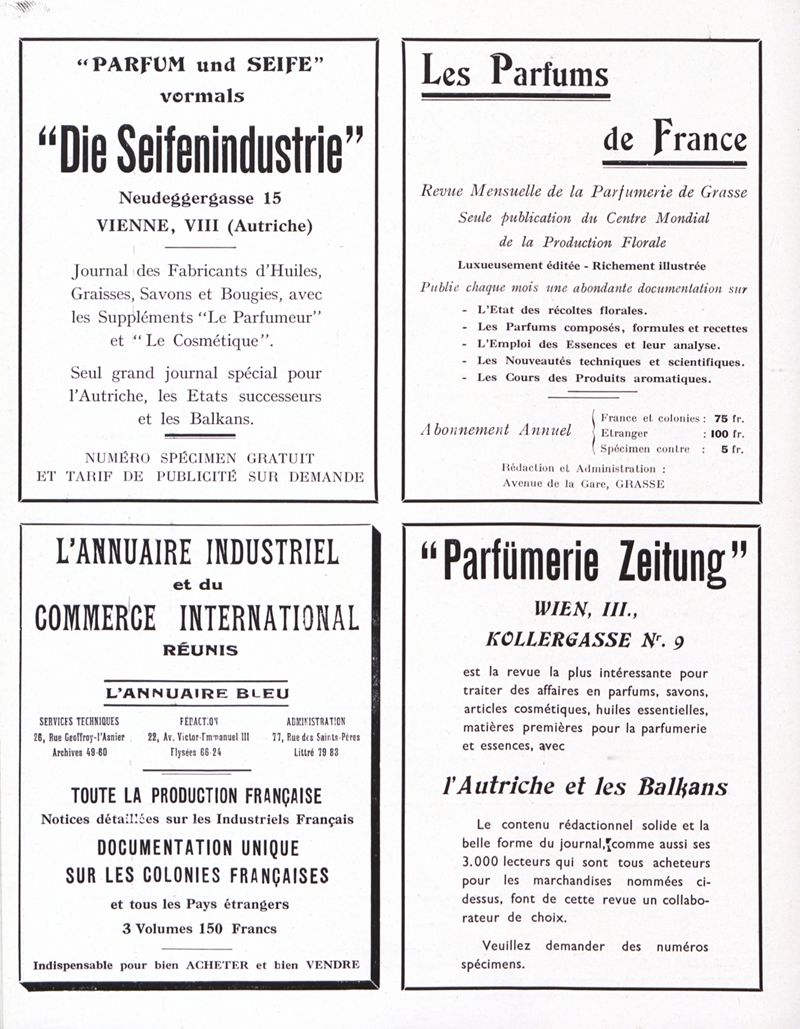 “PARFUM und SEIFE”
vormals
“Die Seifenindustrie”
Neudeggergasse 15
VIENNE, VIII (Autriche)
Journal des Fabricants d’Huiles,
Graisses, Savons et Bougies, avec
les Suppléments “Le Parfumeur”
et “Le Cosmétique”.
Seul grand journal spécial pour
l’Autriche, les Etats successeurs
et les Balkans.
NUMÉRO SPÉCIMEN GRATUIT
ET TARIF DE PUBLICITÉ SUR DEMANDE
Les Parfums
de France
Revue Mensuelle de la Parfumerie de Grasse
Seule publication du Centre Mondial
de la Production Florale
Luxueusement éditée - Richement illustrée
Publie chaque mois une abondante documentation sur
- L’Etat des récoltes florales.
- Les Parfums composés, formules et recettes
- L’Emploi des Essences et leur analyse.
- Les Nouveautés techniques et scientifiques.
- Les Cours des Produits aromatiques.
Abonnement Annuel
France et colonies : 75 fr.
Etranger : 100 fr.
Spécimen contre : 5 fr.
Rédaction et Administration :
Avenue de la Gare, GRASSE
L’ANNUAIRE INDUSTRIEL
et du
COMMERCE INTERNATIONAL
RÉUNIS
L’ANNUAIRE BLEU
SERVICES TECHNIQUES
26, Rue Geoffroy-l’Asnier
Archives 49-60
REDACTION
22, Av. Victor-Emmanuel III
Elysées 66-24
ADMINISTRATION
77, Rue des Saints-Pères
Littré 79 83
TOUTE LA PRODUCTION FRANÇAISE
Notices détaillées sur les Industriels Français
DOCUMENTATION UNIQUE
SUR LES COLONIES FRANÇAISES
et tous les Pays étrangers
3 Volumes 150 Francs
Indispensable pour bien ACHETER et bien VENDRE
“Parfümerie Zeitung”
WIEN, III.,
KOLLERGASSE Nr. 9
est la revue la plus intéressante pour
traiter des affaires en parfums, savons,
articles cosmétiques, huiles essentielles,
matières premières pour la parfumerie
et essences, avec
l’Autriche et les Balkans
Le contenu rédactionnel solide et la
belle forme du journal, comme aussi ses
3.000 lecteurs qui sont tous acheteurs
pour les marchandises nommées ci-
dessus, font de cette revue un collabo-
rateur de choix.
Veuillez demander des numéros
spécimens.